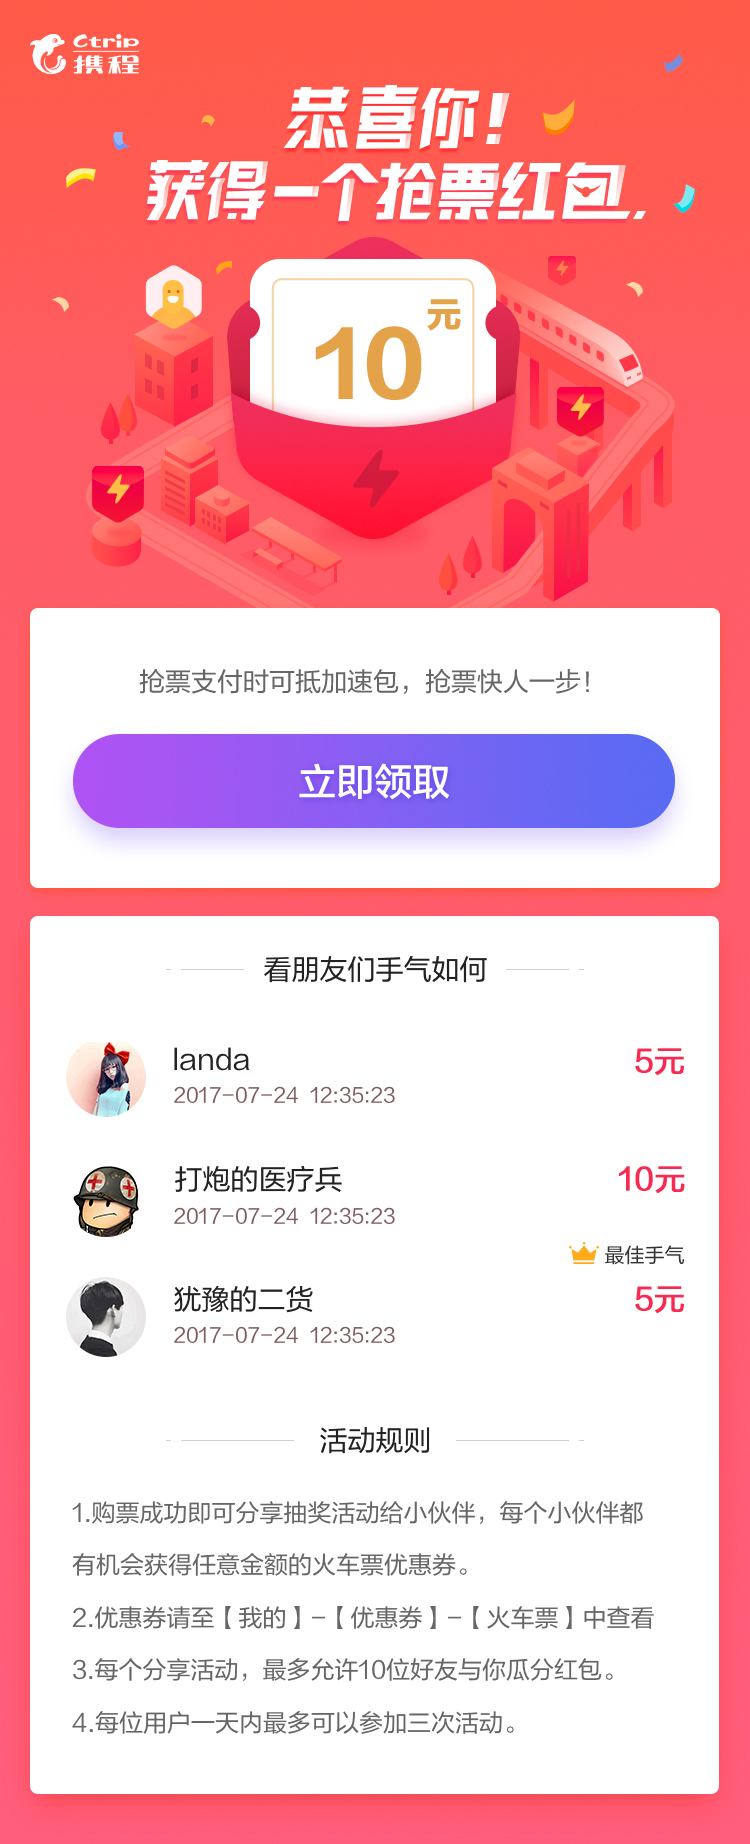 Ctrip
携程
恭喜你!
获得一个抢票红包.
10元
抢票支付时可抵加速包，抢票快人一步!
立即领取
看朋友们手气如何
landa
5元
2017-07-24 12:35:23
打炮的医疗兵
10元
2017-07-24 12:35:23
最佳手气
犹豫的二货
5元
2017-07-24 12:35:23
活动规则
1.购票成功即可分享抽奖活动给小伙伴，每个小伙伴都
有机会获得任意金额的火车票优惠券。
2.优惠券请至【我的】-【优惠券】-【火车票】中查看
3.每个分享活动，最多允许10位好友与你瓜分红包。
4.每位用户一天内最多可以参加三次活动。